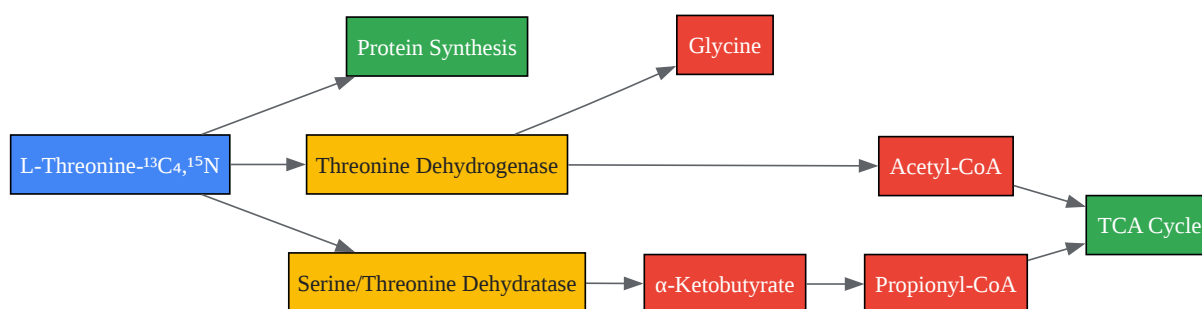 Protein Synthesis
Glycine
L-Threonine-¹³C₄,¹⁵N
Threonine Dehydrogenase
Acetyl-CoA
TCA Cycle
Serine/Threonine Dehydratase
α-Ketobutyrate
Propionyl-CoA